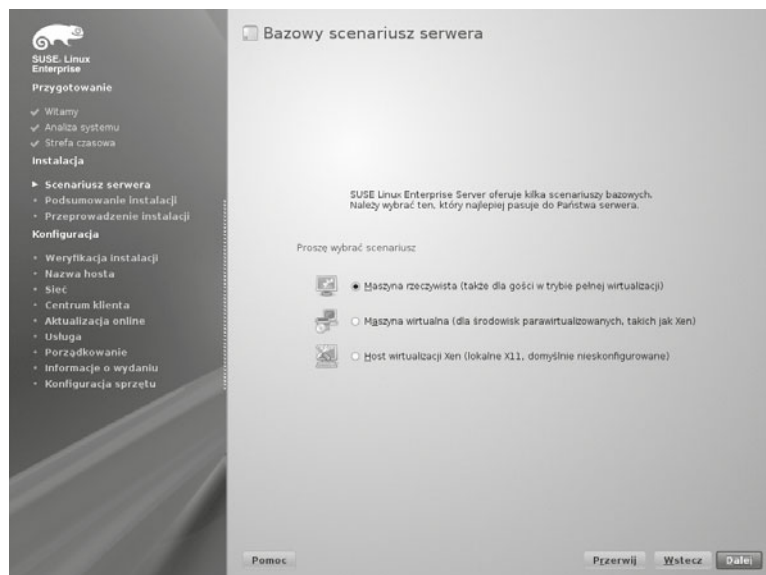 SUSE. Linux
Enterprise
Przygotowanie
Witamy
Analiza systemu
Strefa czasowa
Instalacja
Scenariusz serwera
Podsumowanie instalacji
Przeprowadzenie instalacji
Konfiguracja
Weryfikacja instalacji
Nazwa hosta
Sieć
Centrum klienta
Aktualizacja online
Usługa
Porządkowanie
Informacje o wydaniu
Konfiguracja sprzętu
Bazowy scenariusz serwera
SUSE Linux Enterprise Server oferuje kilka scenariuszy bazowych.
Należy wybrać ten, który najlepiej pasuje do Państwa serwera.
Proszę wybrać scenariusz
Maszyna rzeczywista (także dla gości w trybie pełnej wirtualizacji)
Maszyna wirtualna (dla środowisk parawirtualizowanych, takich jak Xen)
Host wirtualizacji Xen (lokalne X11, domyślnie nieskonfigurowane)
Pomoc
Przerwij
Wstecz
Dalej